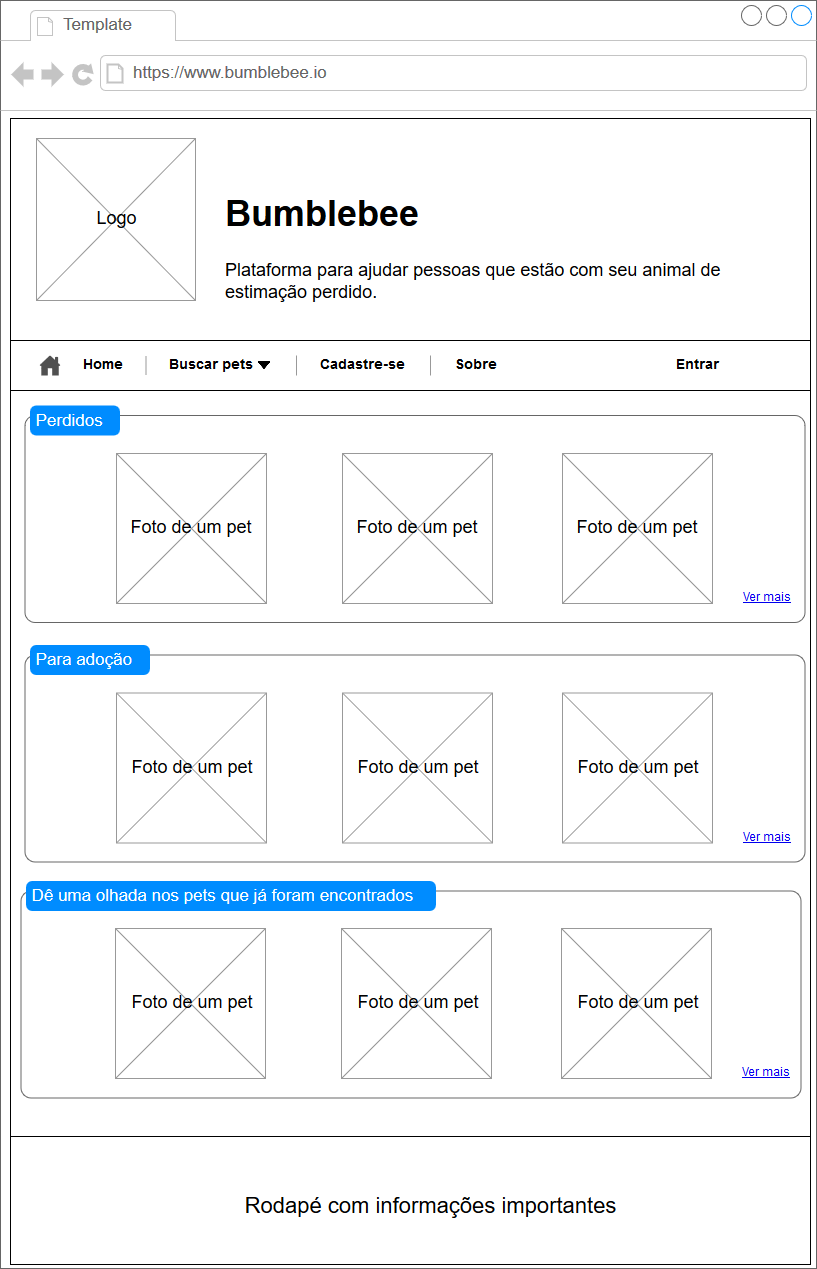 Template
https://www.bumblebee.io
Logo
Bumblebee
Plataforma para ajudar pessoas que estão com seu animal de
estimação perdido.
Home
Buscar pets
Cadastre-se
Sobre
Entrar
Perdidos
Foto de um pet
Foto de um pet
Foto de um pet
Ver mais
Para adoção
Foto de um pet
Foto de um pet
Foto de um pet
Ver mais
Dê uma olhada nos pets que já foram encontrados
Foto de um pet
Foto de um pet
Foto de um pet
Ver mais
Rodapé com informações importantes